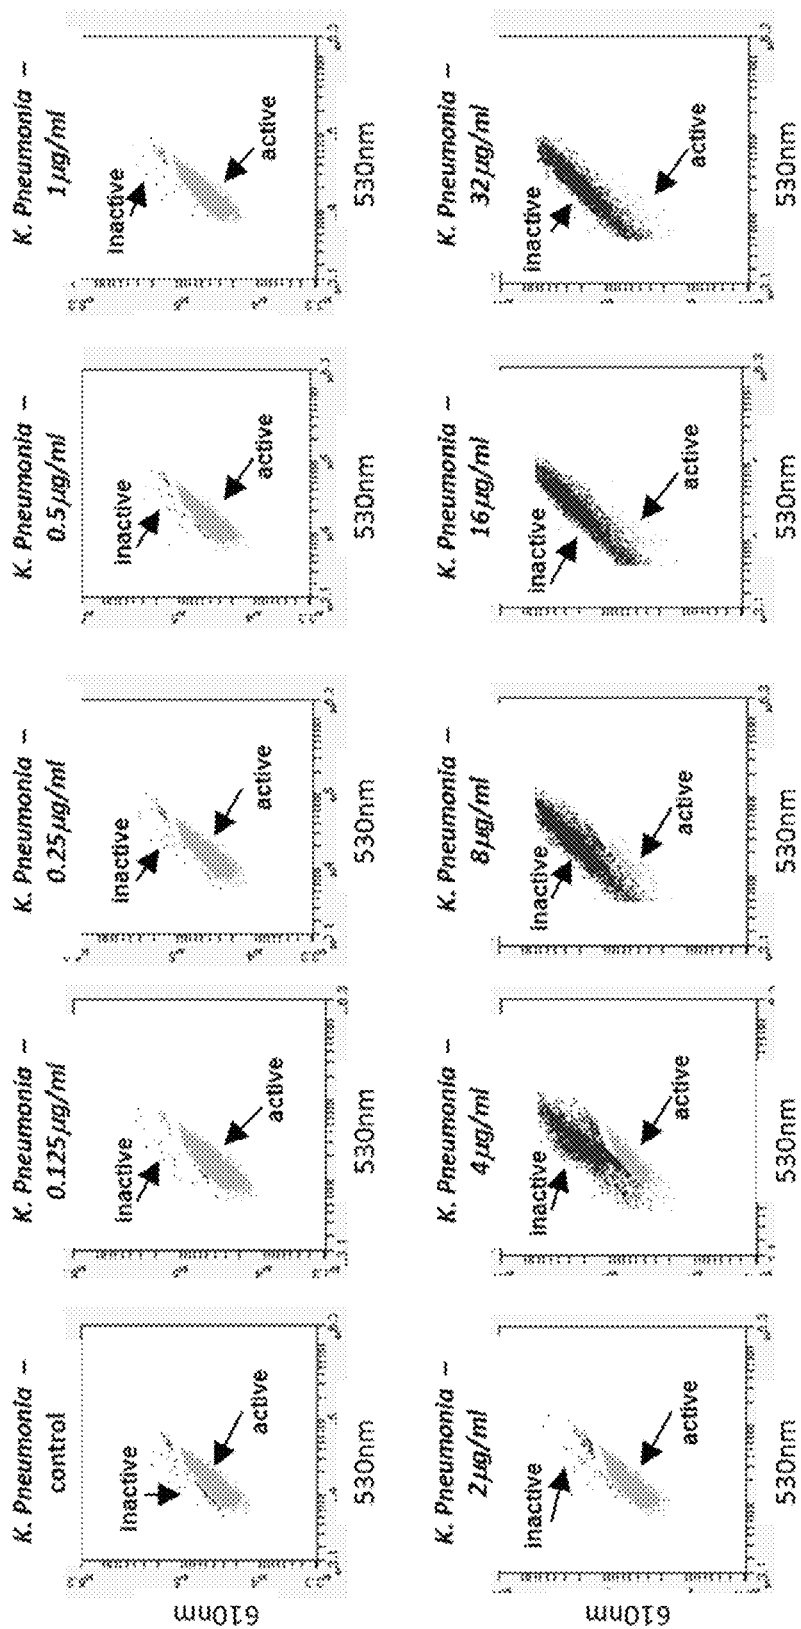 K. Pneumonia –
control
inactive
active
530nm
610nm
K. Pneumonia –
0.125µg/ml
inactive
active
530nm
K. Pneumonia –
0.25µg/ml
inactive
active
530nm
K. Pneumonia –
0.5µg/ml
inactive
active
530nm
K. Pneumonia –
1µg/ml
inactive
active
530nm
K. Pneumonia –
2µg/ml
inactive
active
530nm
610nm
K. Pneumonia –
4µg/ml
inactive
active
530nm
K. Pneumonia –
8µg/ml
inactive
active
530nm
K. Pneumonia –
16µg/ml
inactive
active
530nm
K. Pneumonia –
32µg/ml
inactive
active
530nm